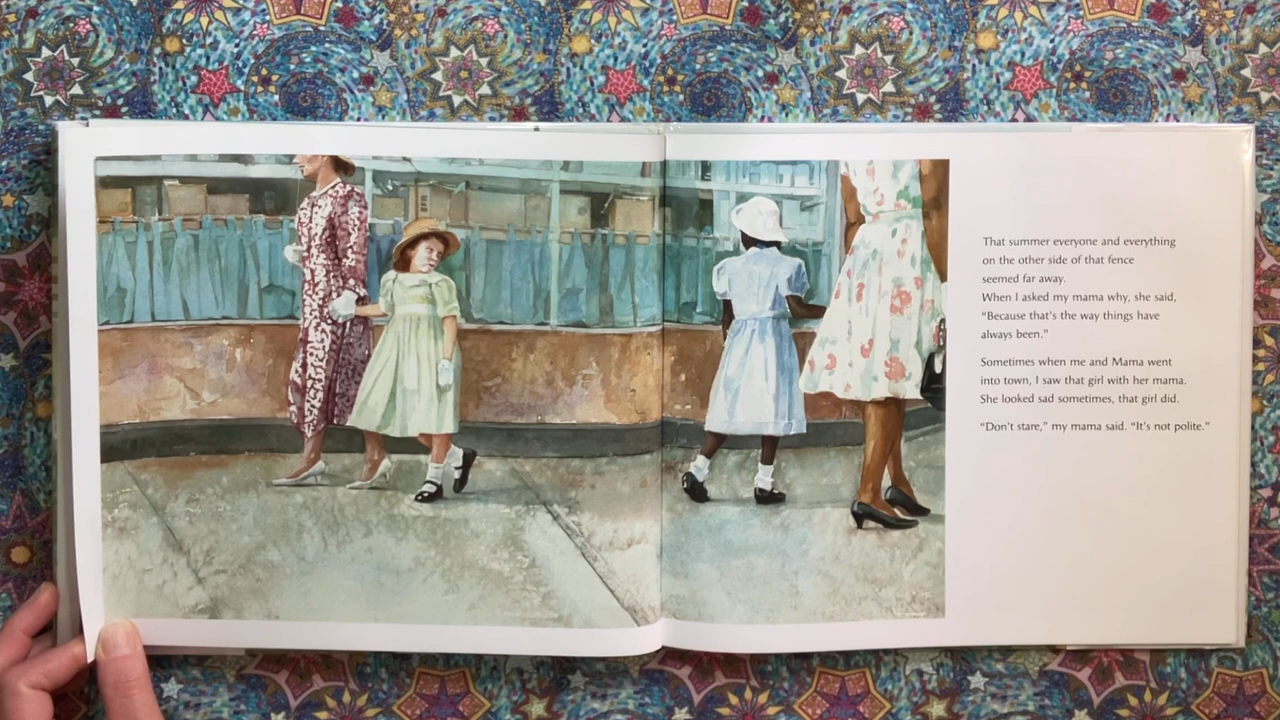 That summer everyone and everything
on the other side of that fence
seemed far away.
When I asked my mama why, she said,
“Because that’s the way things have
always been.”
Sometimes when me and Mama went
into town, I saw that girl with her mama.
She looked sad sometimes, that girl did.
“Don’t stare,” my mama said. “It’s not polite.”